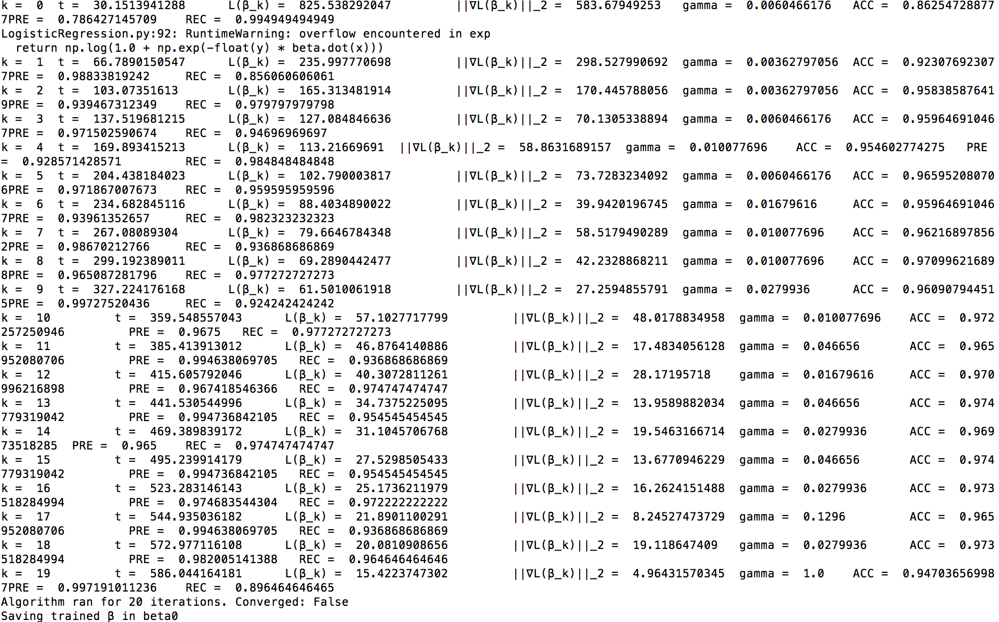 k =  0  t =  30.1513941288      L(β_k) =  825.538292047         ||∇L(β_k)||_2 =  583.67949253   gamma =  0.0060466176   ACC =  0.86254728877
7PRE =  0.786427145709     REC =  0.994949494949
LogisticRegression.py:92: RuntimeWarning: overflow encountered in exp
  return np.log(1.0 + np.exp(-float(y) * beta.dot(x)))
k =  1  t =  66.7890150547      L(β_k) =  235.997770698         ||∇L(β_k)||_2 =  298.527990692  gamma =  0.00362797056  ACC =  0.92307692307
7PRE =  0.98833819242     REC =  0.856060606061
k =  2  t =  103.07351613       L(β_k) =  165.313481914         ||∇L(β_k)||_2 =  170.445788056  gamma =  0.00362797056  ACC =  0.95838587641
9PRE =  0.939467312349     REC =  0.979797979798
k =  3  t =  137.519681215      L(β_k) =  127.084846636         ||∇L(β_k)||_2 =  70.1305338894  gamma =  0.0060466176   ACC =  0.95964691046
7PRE =  0.971502590674     REC =  0.94696969697
k =  4  t =  169.893415213      L(β_k) =  113.21669691  ||∇L(β_k)||_2 =  58.8631689157  gamma =  0.010077696    ACC =  0.954602774275   PRE
=  0.928571428571         REC =  0.984848484848
k =  5  t =  204.438184023      L(β_k) =  102.790003817         ||∇L(β_k)||_2 =  73.7283234092  gamma =  0.0060466176   ACC =  0.96595208070
6PRE =  0.971867007673     REC =  0.959595959596
k =  6  t =  234.682845116      L(β_k) =  88.4034890022         ||∇L(β_k)||_2 =  39.9420196745  gamma =  0.01679616     ACC =  0.95964691046
7PRE =  0.93961352657     REC =  0.982323232323
k =  7  t =  267.08089304       L(β_k) =  79.6646784348         ||∇L(β_k)||_2 =  58.5179490289  gamma =  0.010077696    ACC =  0.96216897856
2PRE =  0.98670212766     REC =  0.936868686869
k =  8  t =  299.192389011      L(β_k) =  69.2890442477         ||∇L(β_k)||_2 =  42.2328868211  gamma =  0.010077696    ACC =  0.97099621689
8PRE =  0.965087281796     REC =  0.977272727273
k =  9  t =  327.224176168      L(β_k) =  61.5010061918         ||∇L(β_k)||_2 =  27.2594855791  gamma =  0.0279936      ACC =  0.96090794451
5PRE =  0.99727520436     REC =  0.924242424242
k =  10         t =  359.548557043      L(β_k) =  57.1027717799         ||∇L(β_k)||_2 =  48.0178834958  gamma =  0.010077696    ACC =  0.972
257250946         PRE =  0.9675   REC =  0.977272727273
k =  11         t =  385.413913012      L(β_k) =  46.8764140886         ||∇L(β_k)||_2 =  17.4834056128  gamma =  0.046656       ACC =  0.965
952080706         PRE =  0.994638069705   REC =  0.936868686869
k =  12         t =  415.605792046      L(β_k) =  40.3072811261         ||∇L(β_k)||_2 =  28.17195718    gamma =  0.01679616     ACC =  0.970
996216898         PRE =  0.967418546366   REC =  0.974747474747
k =  13         t =  441.530544996      L(β_k) =  34.7375225095         ||∇L(β_k)||_2 =  13.9589882034  gamma =  0.046656       ACC =  0.974
779319042         PRE =  0.994736842105   REC =  0.954545454545
k =  14         t =  469.389839172      L(β_k) =  31.1045706768         ||∇L(β_k)||_2 =  19.5463166714  gamma =  0.0279936      ACC =  0.969
73518285  PRE =  0.965    REC =  0.974747474747
k =  15         t =  495.239914179      L(β_k) =  27.5298505433         ||∇L(β_k)||_2 =  13.6770946229  gamma =  0.046656       ACC =  0.974
779319042         PRE =  0.994736842105   REC =  0.954545454545
k =  16         t =  523.283146143      L(β_k) =  25.1736211979         ||∇L(β_k)||_2 =  16.2624151488  gamma =  0.0279936      ACC =  0.973
518284994         PRE =  0.974683544304   REC =  0.972222222222
k =  17         t =  544.935036182      L(β_k) =  21.8901100291         ||∇L(β_k)||_2 =  8.24527473729  gamma =  0.1296         ACC =  0.965
952080706         PRE =  0.994638069705   REC =  0.936868686869
k =  18         t =  572.977116108      L(β_k) =  20.0810908656         ||∇L(β_k)||_2 =  19.118647409   gamma =  0.0279936      ACC =  0.973
518284994         PRE =  0.982005141388   REC =  0.964646464646
k =  19         t =  586.044164181      L(β_k) =  15.4223747302         ||∇L(β_k)||_2 =  4.96431570345  gamma =  1.0    ACC =  0.94703656998
7PRE =  0.997191011236     REC =  0.896464646465
Algorithm ran for 20 iterations. Converged: False
Saving trained β in beta0